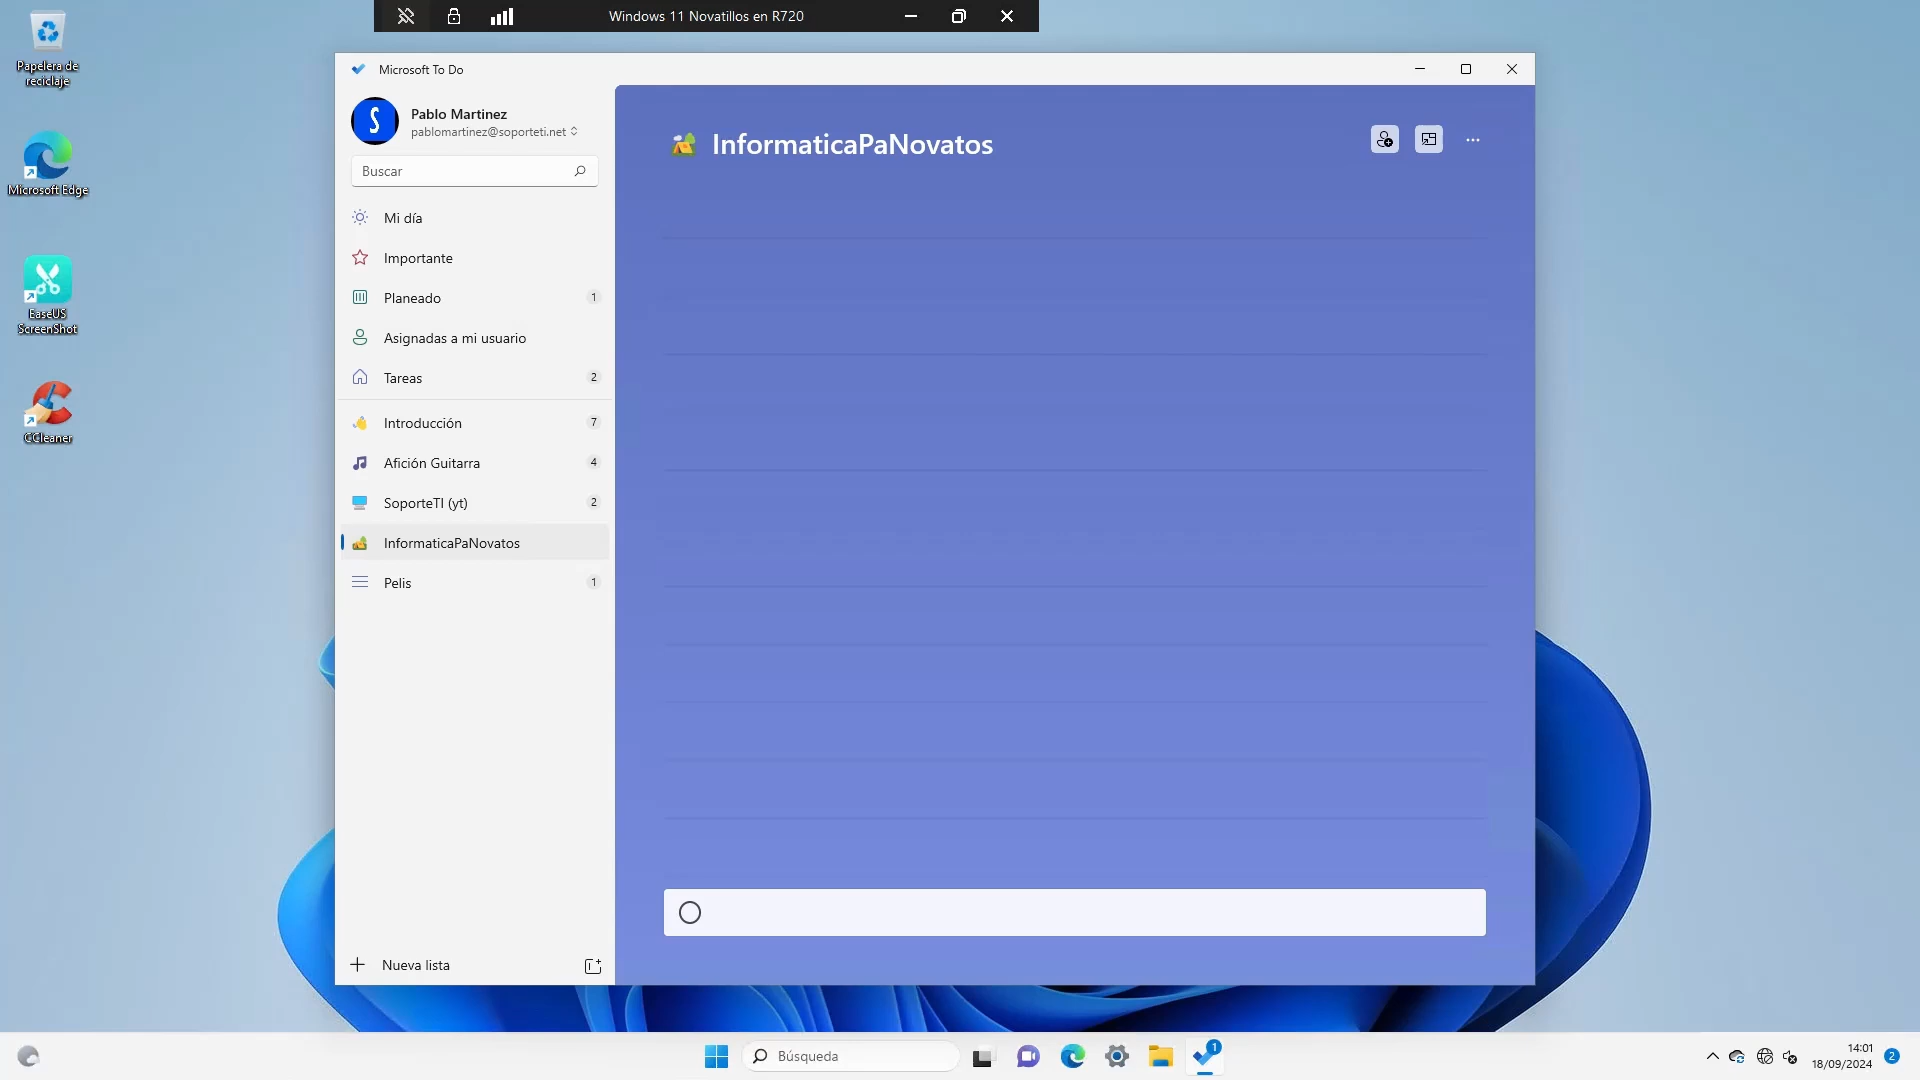 Windows 11 Novatillos en R720
Papelera de
reciclaje
Microsoft Edge
EaseUS
ScreenShot
CCleaner
Microsoft To Do
S
Pablo Martinez
pablomartinez@soporteti.net
Buscar
Mi día
Importante
Planeado 1
Asignadas a mi usuario
Tareas 2
Introducción 7
Afición Guitarra 4
SoporteTI (yt) 2
InformaticaPaNovatos
Pelis 1
Nueva lista
InformaticaPaNovatos
Búsqueda
1
14:01
18/09/2024
2